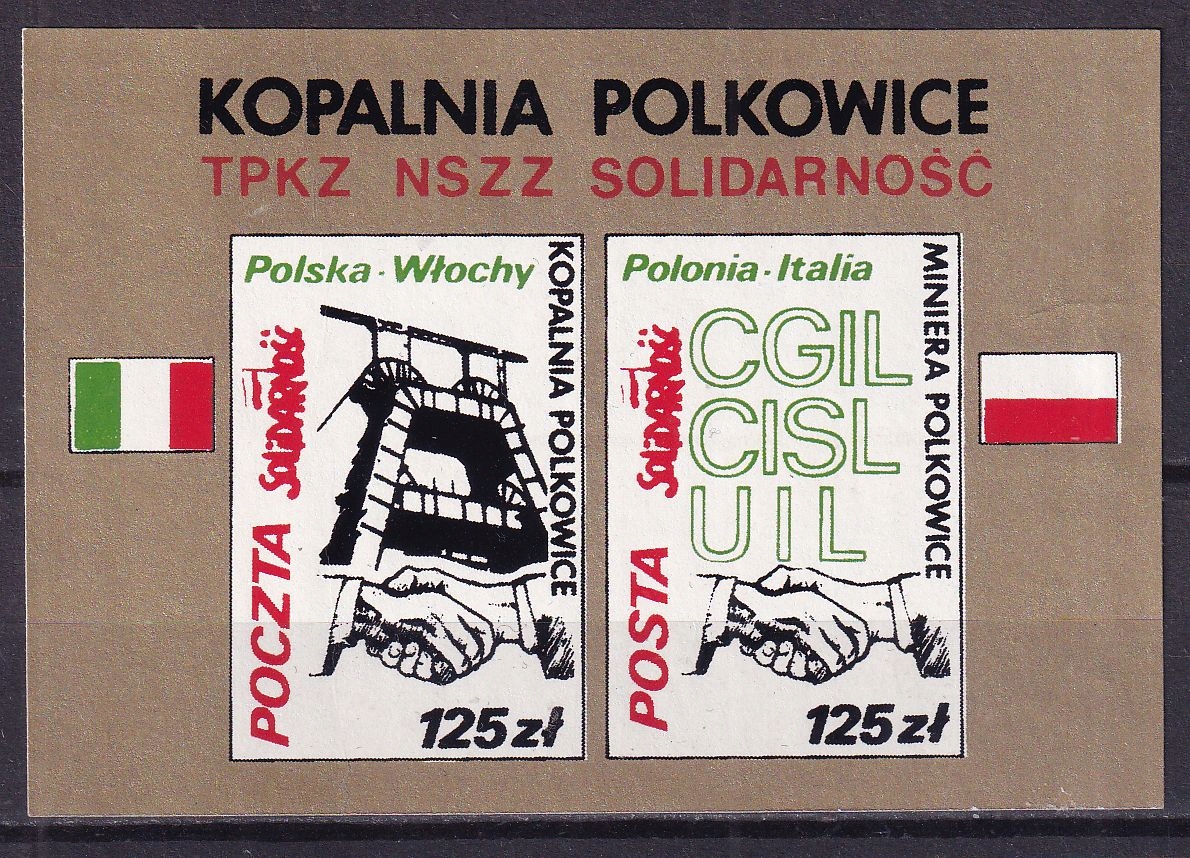 KOPALNIA POLKOWICE
TPKZ NSZZ SOLIDARNOŚĆ
Polska · Włochy
KOPALNIA POLKOWICE
SOLIDARNOŚĆ
POCZTA
125 zł
Polonia · Italia
MINIERA POLKOWICE
SOLIDARNOŚĆ
CGIL
CISL
UIL
POSTA
125 zł